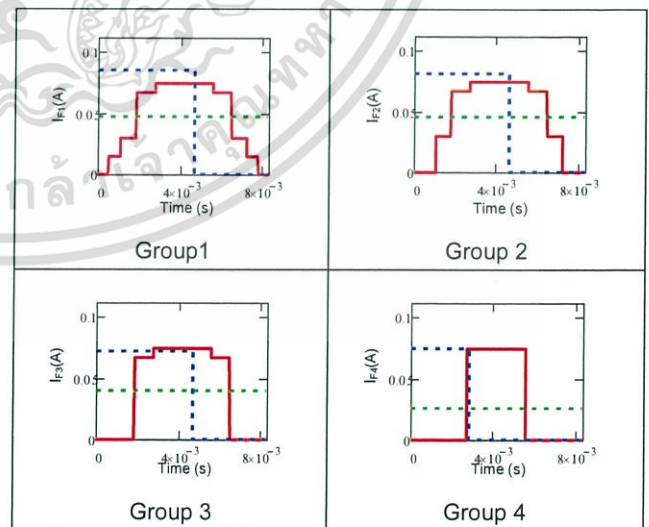 0.1
I_F1(A)
0.05
0
0
4×10⁻³
8×10⁻³
Time (s)
Group1
0.1
I_F2(A)
0.05
0
0
4×10⁻³
8×10⁻³
Time (s)
Group 2
0.1
I_F3(A)
0.05
0
0
4×10⁻³
8×10⁻³
Time (s)
Group 3
0.1
I_F4(A)
0.05
0
0
4×10⁻³
8×10⁻³
Time (s)
Group 4